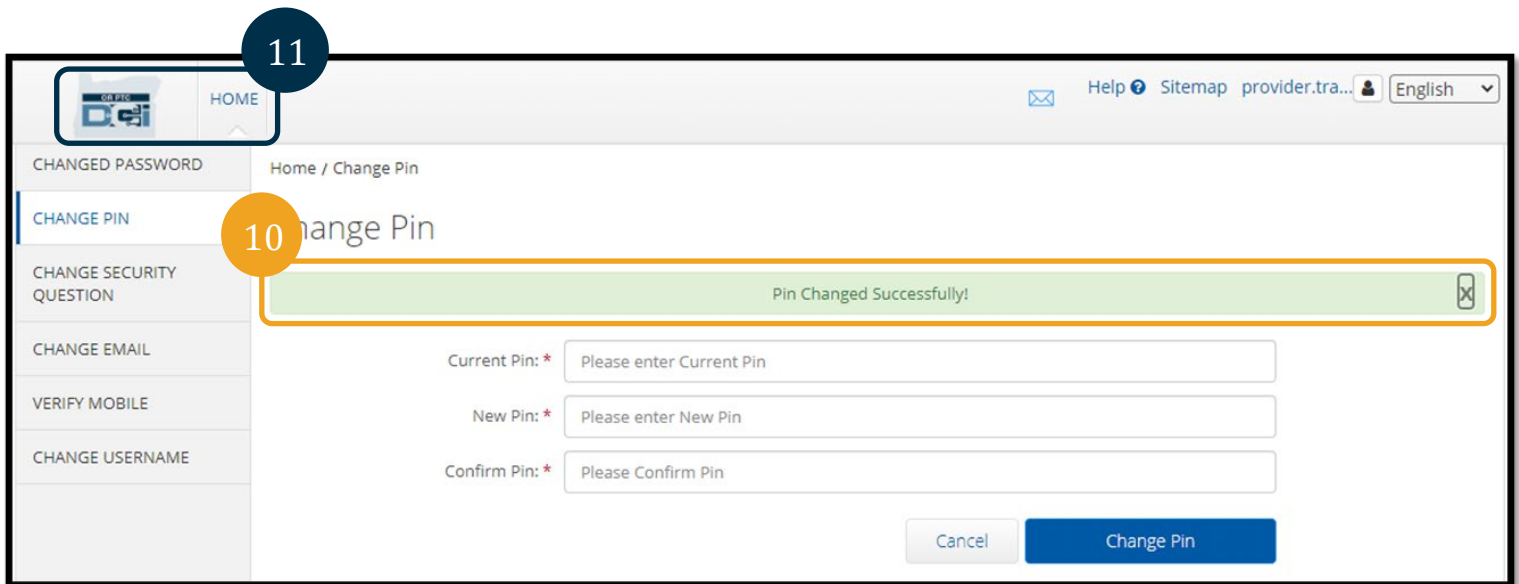 11
OR PTC
DCi
HOME
Help ? Sitemap provider.tra... English
CHANGED PASSWORD
CHANGE PIN
CHANGE SECURITY
QUESTION
CHANGE EMAIL
VERIFY MOBILE
CHANGE USERNAME
Home / Change Pin
10
hange Pin
Pin Changed Successfully!
X
Current Pin: * Please enter Current Pin
New Pin: * Please enter New Pin
Confirm Pin: * Please Confirm Pin
Cancel Change Pin